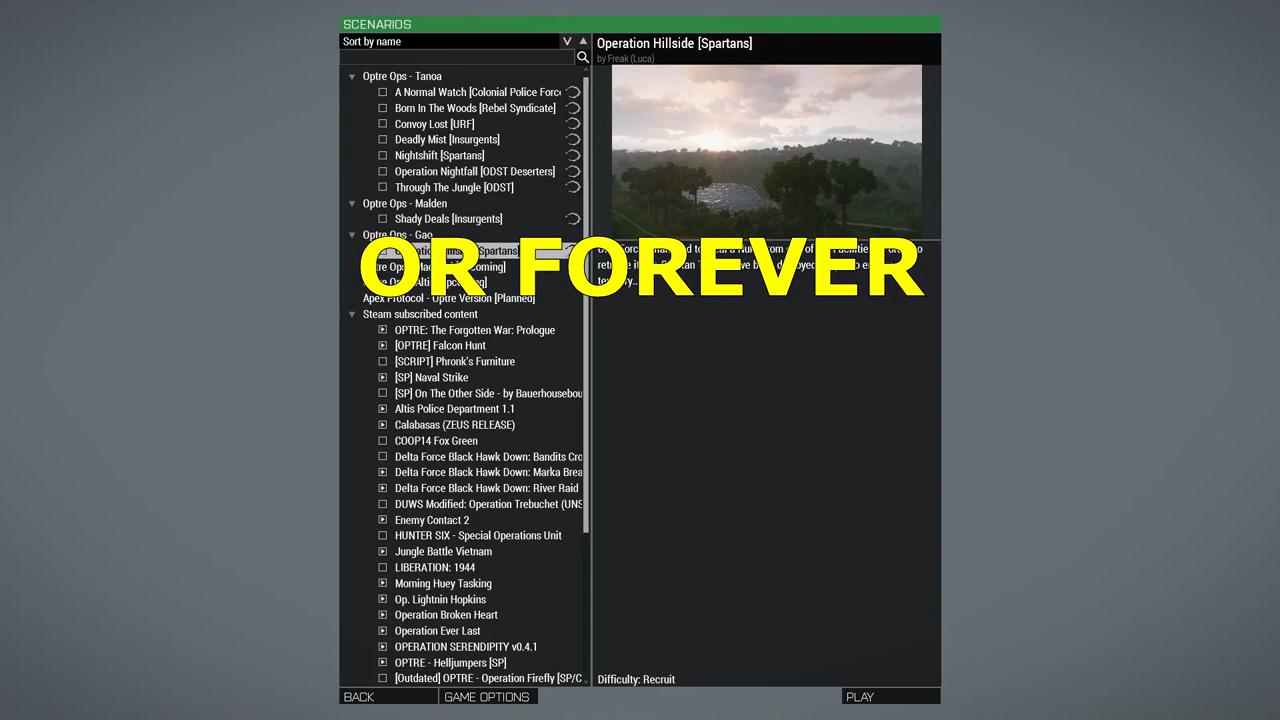 SCENARIOS
Sort by name
Operation Hillside [Spartans]
by Freak (Luca)
Optre Ops - Tanoa
A Normal Watch [Colonial Police Force
Born In The Woods [Rebel Syndicate]
Convoy Lost [URF]
Deadly Mist [Insurgents]
Nightshift [Spartans]
Operation Nightfall [ODST Deserters]
Through The Jungle [ODST]
Optre Ops - Malden
Shady Deals [Insurgents]
Optre Ops - Gao
OR FOREVER
Apex Protocol - Optre Version [Planned]
Steam subscribed content
OPTRE: The Forgotten War: Prologue
[OPTRE] Falcon Hunt
[SCRIPT] Phronk's Furniture
[SP] Naval Strike
[SP] On The Other Side - by Bauerhousebou
Altis Police Department 1.1
Calabasas (ZEUS RELEASE)
COOP14 Fox Green
Delta Force Black Hawk Down: Bandits Cro
Delta Force Black Hawk Down: Marka Brea
Delta Force Black Hawk Down: River Raid
DUWS Modified: Operation Trebuchet (UNS
Enemy Contact 2
HUNTER SIX - Special Operations Unit
Jungle Battle Vietnam
LIBERATION: 1944
Morning Huey Tasking
Op. Lightnin Hopkins
Operation Broken Heart
Operation Ever Last
OPERATION SERENDIPITY v0.4.1
OPTRE - Helljumpers [SP]
[Outdated] OPTRE - Operation Firefly [SP/C
Difficulty: Recruit
BACK
GAME OPTIONS
PLAY